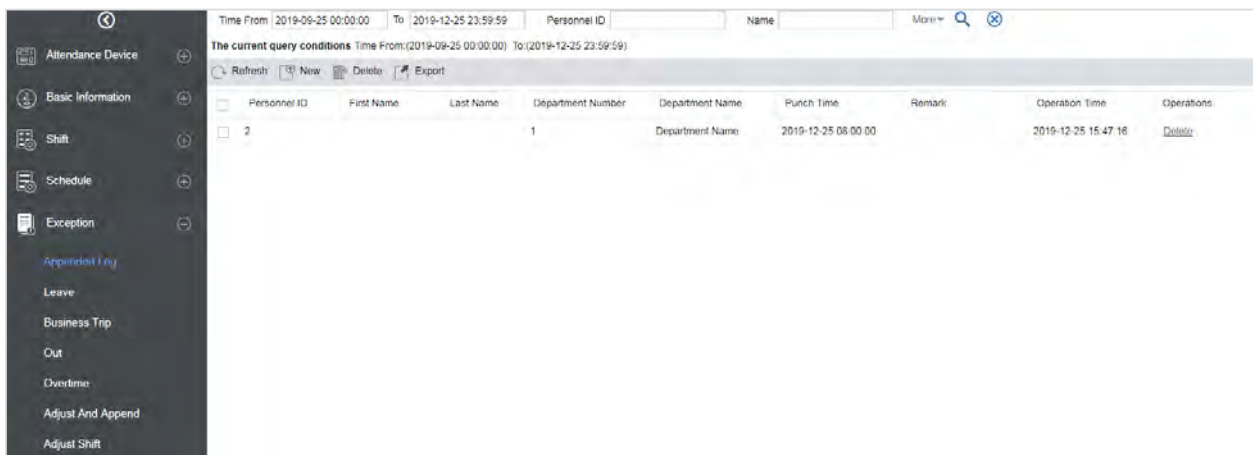 Time From 2019-09-25 00:00:00 To 2019-12-25 23:59:59 Personnel ID Name More
The current query conditions Time From:(2019-09-25 00:00:00) To:(2019-12-25 23:59:59)
Refresh New Delete Export
Personnel ID First Name Last Name Department Number Department Name Punch Time Remark Operation Time Operations
2 1 Department Name 2019-12-25 08:00:00 2019-12-25 15:47:16 Delete
Attendance Device
Basic Information
Shift
Schedule
Exception
Appended Log
Leave
Business Trip
Out
Overtime
Adjust And Append
Adjust Shift